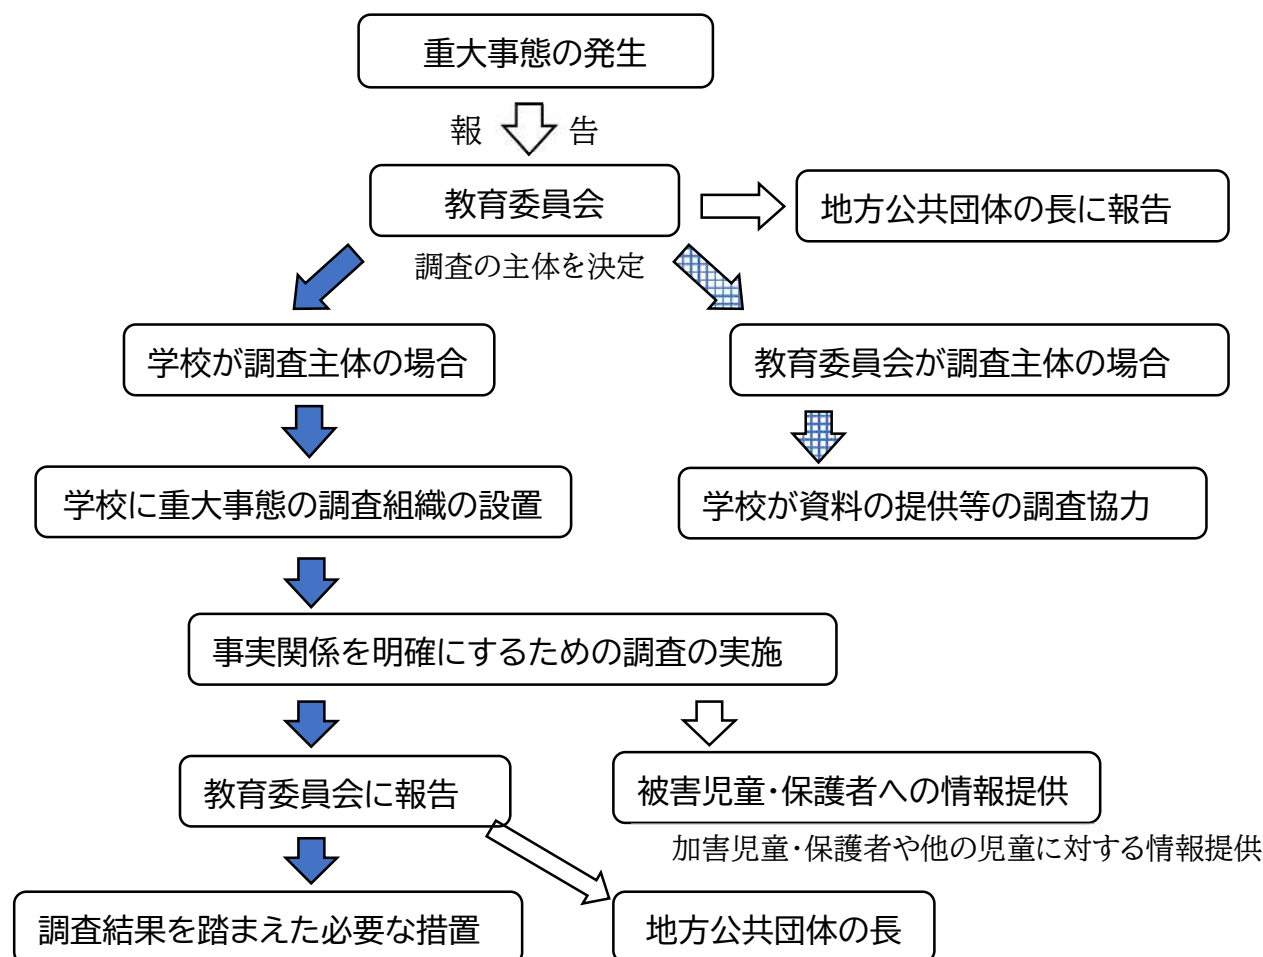 重大事態の発生
報 告
教育委員会
地方公共団体の長に報告
調査の主体を決定
学校が調査主体の場合
教育委員会が調査主体の場合
学校に重大事態の調査組織の設置
学校が資料の提供等の調査協力
事実関係を明確にするための調査の実施
教育委員会に報告
被害児童・保護者への情報提供
加害児童・保護者や他の児童に対する情報提供
調査結果を踏まえた必要な措置
地方公共団体の長